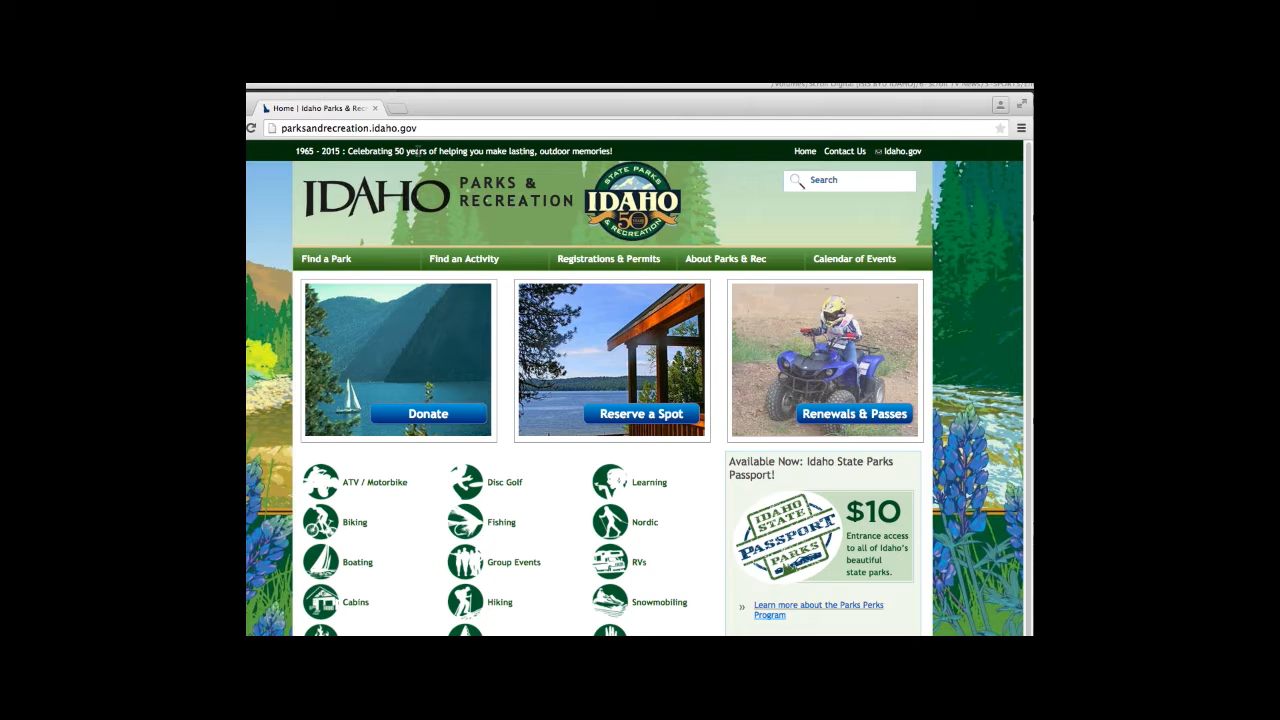 Home | Idaho Parks & Rec
parksandrecreation.idaho.gov
1965 - 2015 : Celebrating 50 years of helping you make lasting, outdoor memories!
Home Contact Us Idaho.gov
IDAHO PARKS &
RECREATION
STATE PARKS
IDAHO
50 YEARS
& RECREATION
Search
Find a Park
Find an Activity
Registrations & Permits
About Parks & Rec
Calendar of Events
Donate
Reserve a Spot
Renewals & Passes
ATV / Motorbike
Disc Golf
Learning
Biking
Fishing
Nordic
Boating
Group Events
RVs
Cabins
Hiking
Snowmobiling
Available Now: Idaho State Parks
Passport!
IDAHO
STATE
PASSPORT
PARKS
$10
Entrance access
to all of Idaho's
beautiful
state parks.
» Learn more about the Parks Perks
Program